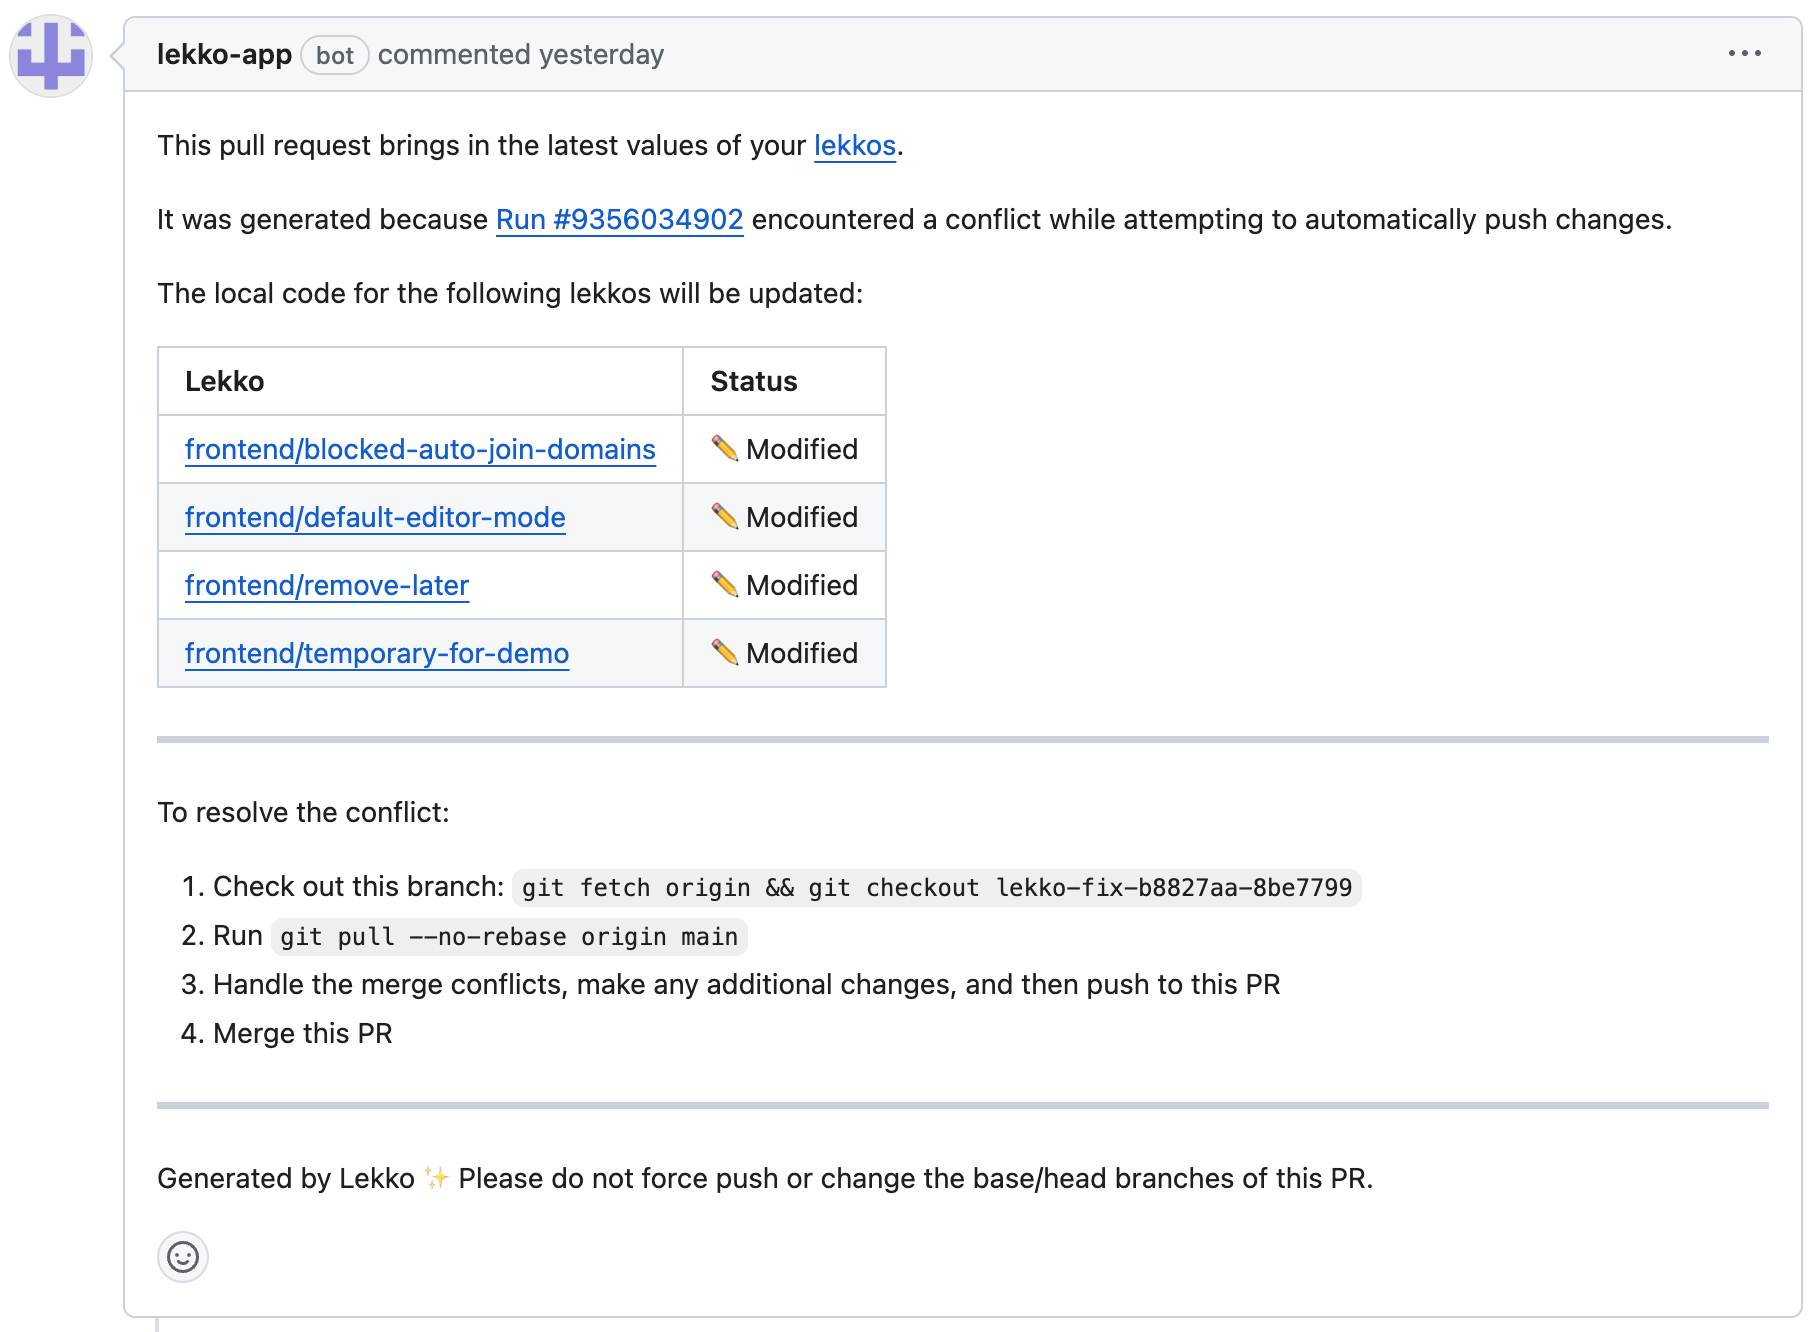 lekko-app bot commented yesterday
This pull request brings in the latest values of your lekkos.
It was generated because Run #9356034902 encountered a conflict while attempting to automatically push changes.
The local code for the following lekkos will be updated:
Lekko Status
frontend/blocked-auto-join-domains ✏️ Modified
frontend/default-editor-mode ✏️ Modified
frontend/remove-later ✏️ Modified
frontend/temporary-for-demo ✏️ Modified
To resolve the conflict:
1. Check out this branch: git fetch origin && git checkout lekko-fix-b8827aa-8be7799
2. Run git pull --no-rebase origin main
3. Handle the merge conflicts, make any additional changes, and then push to this PR
4. Merge this PR
Generated by Lekko ✨ Please do not force push or change the base/head branches of this PR.